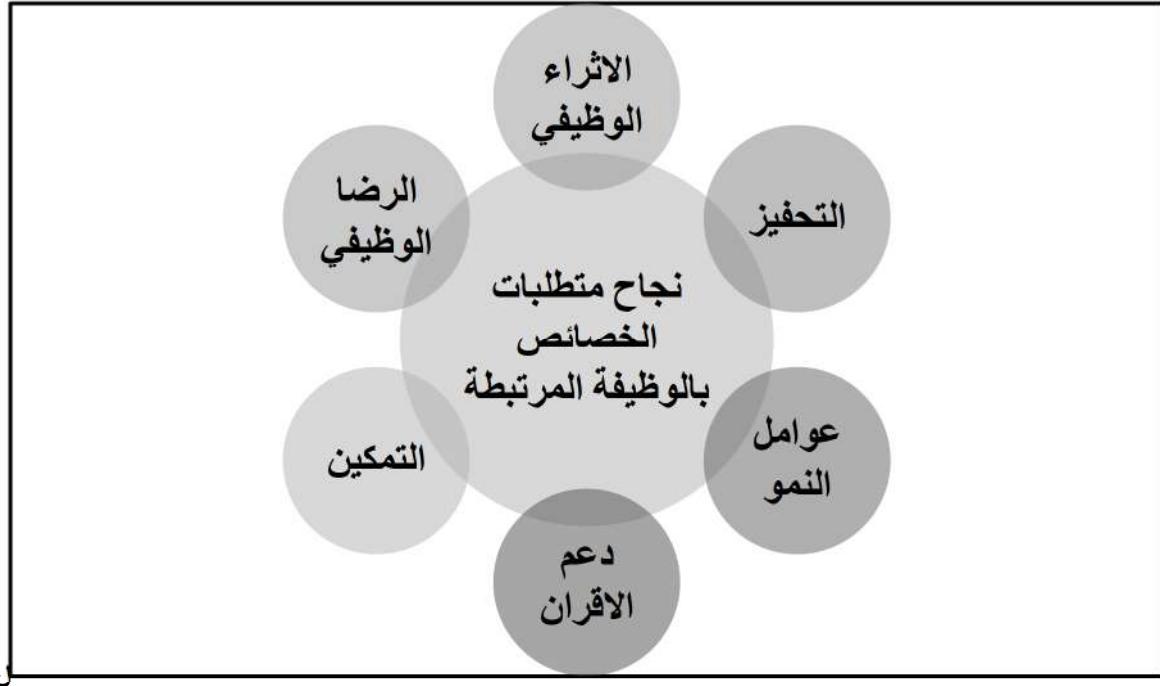 الاثراء
الوظيفي
التحفيز
عوامل
النمو
دعم
الاقران
التمكين
الرضا
الوظيفي
نجاح متطلبات
الخصائص
بالوظيفة المرتبطة